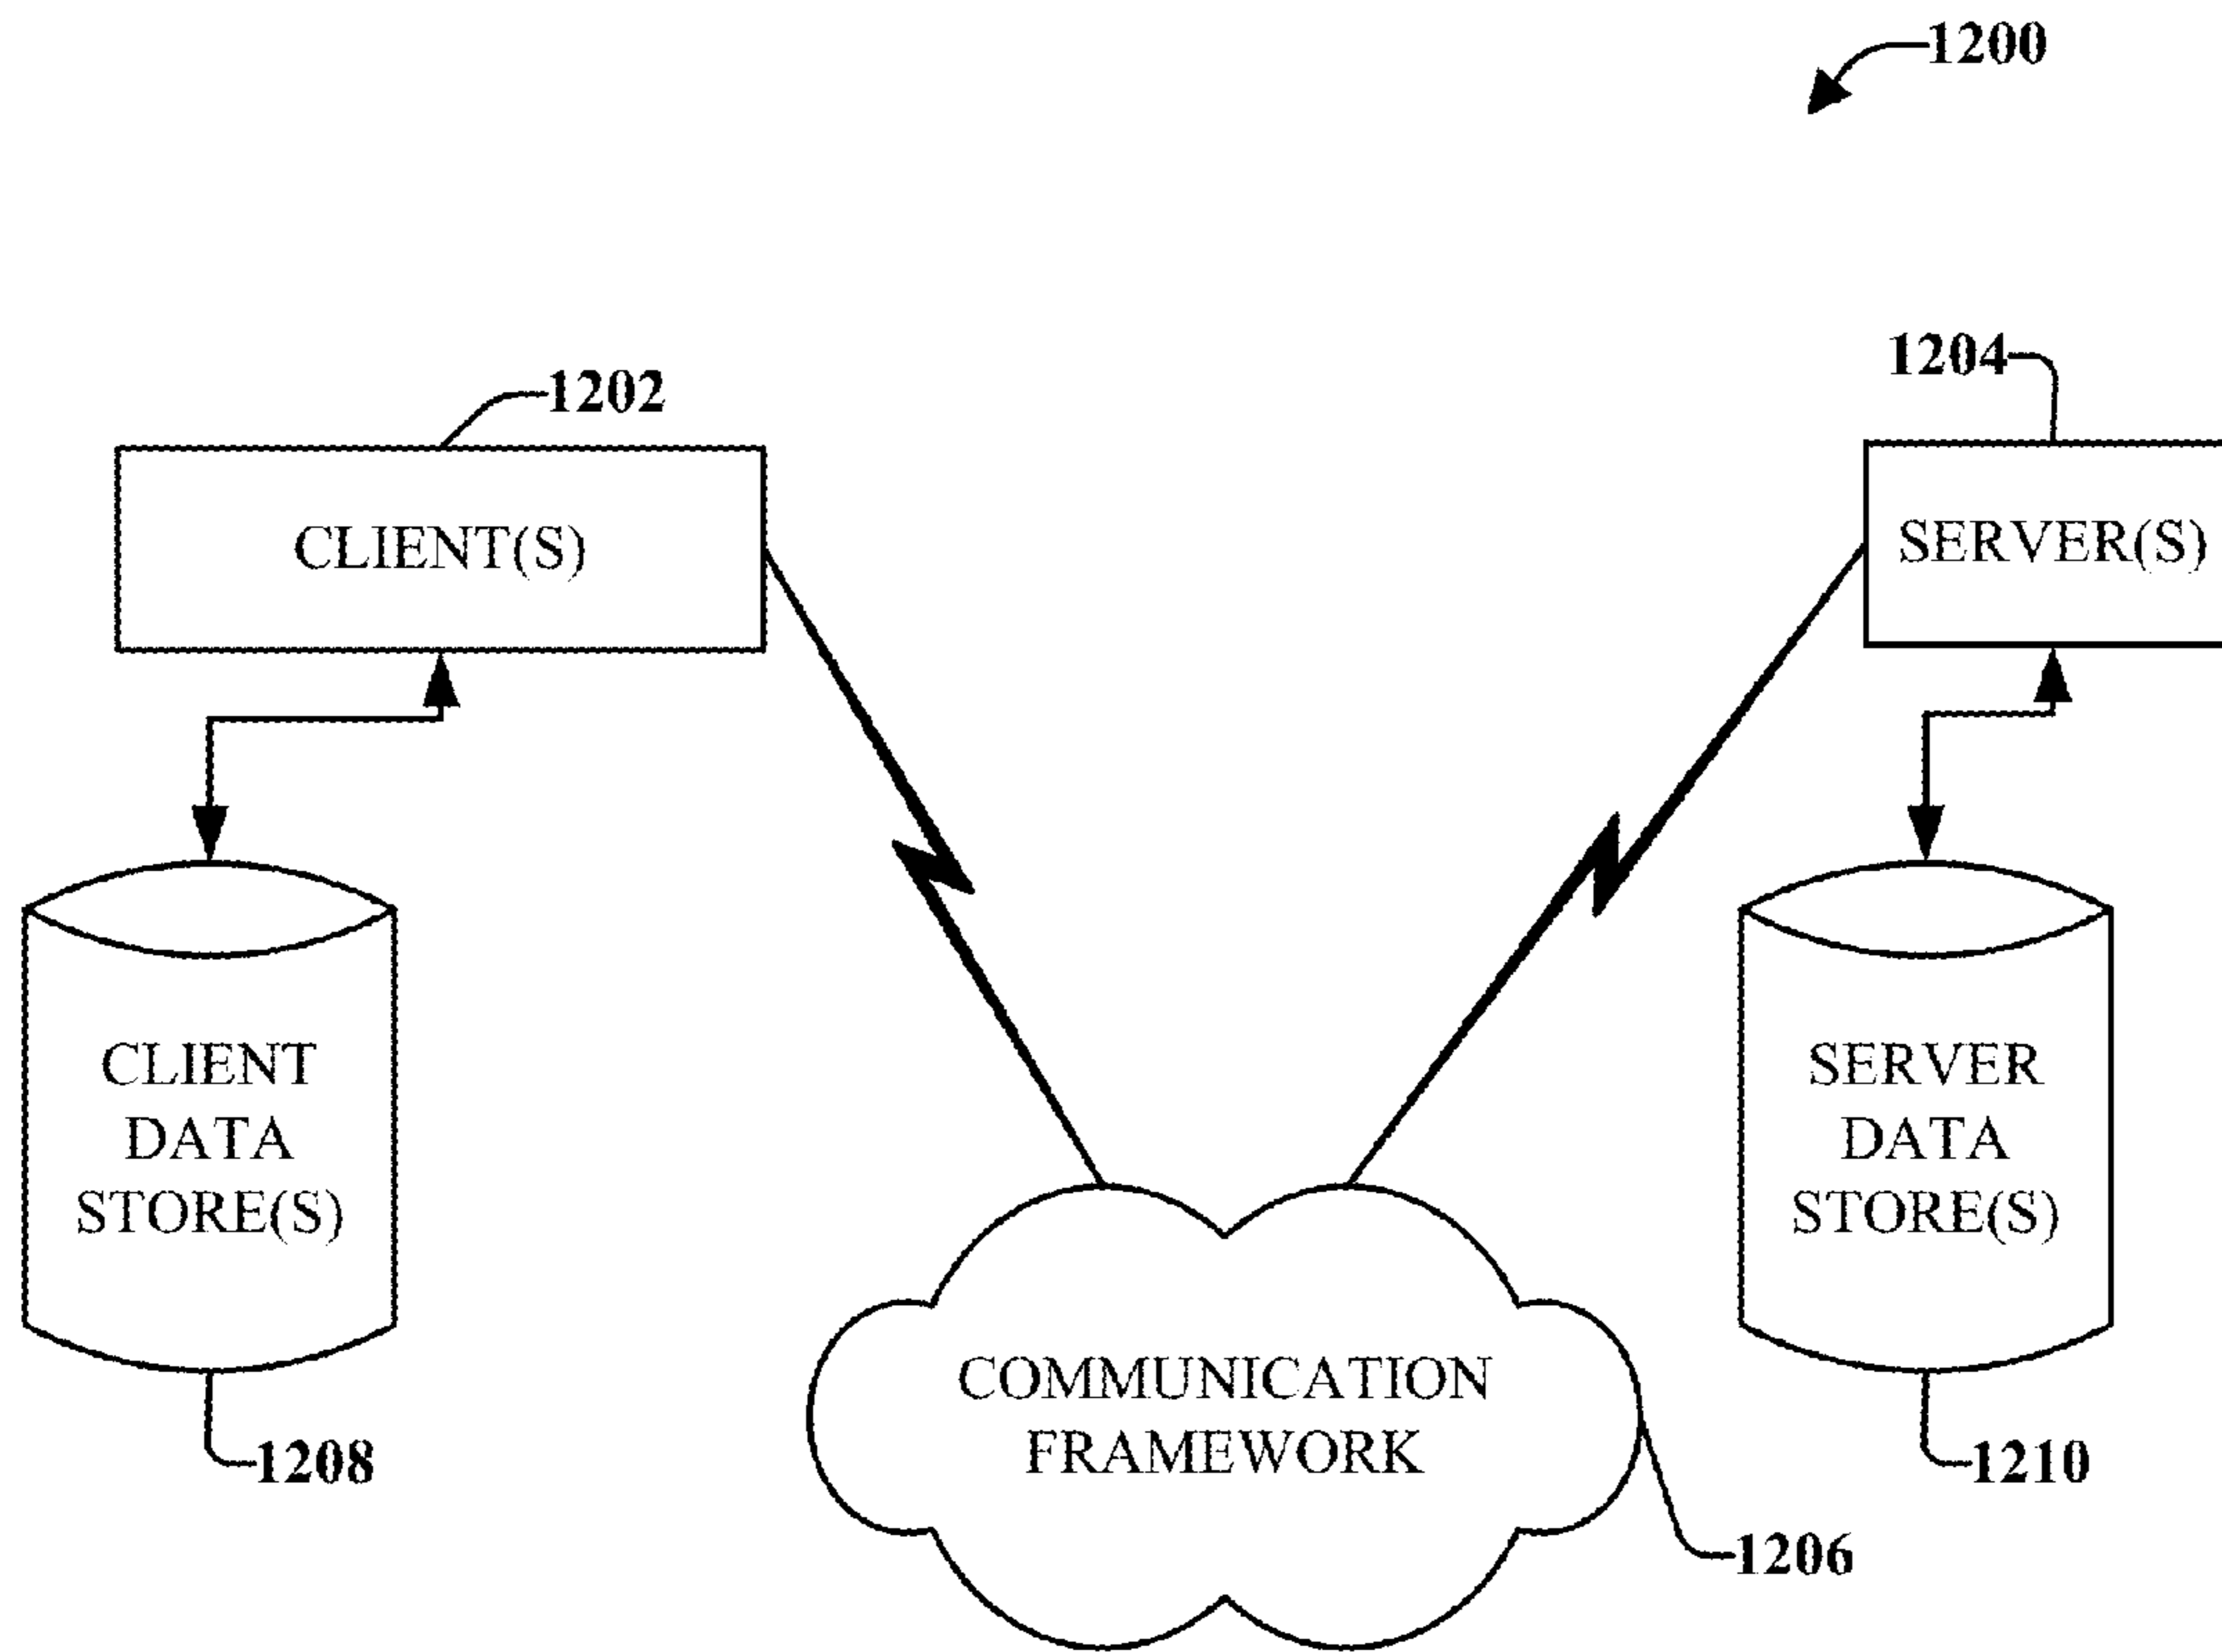 1200
1202
1204
CLIENT(S)
SERVER(S)
CLIENT
DATA
STORE(S)
SERVER
DATA
STORE(S)
COMMUNICATION
FRAMEWORK
1208
1210
1206